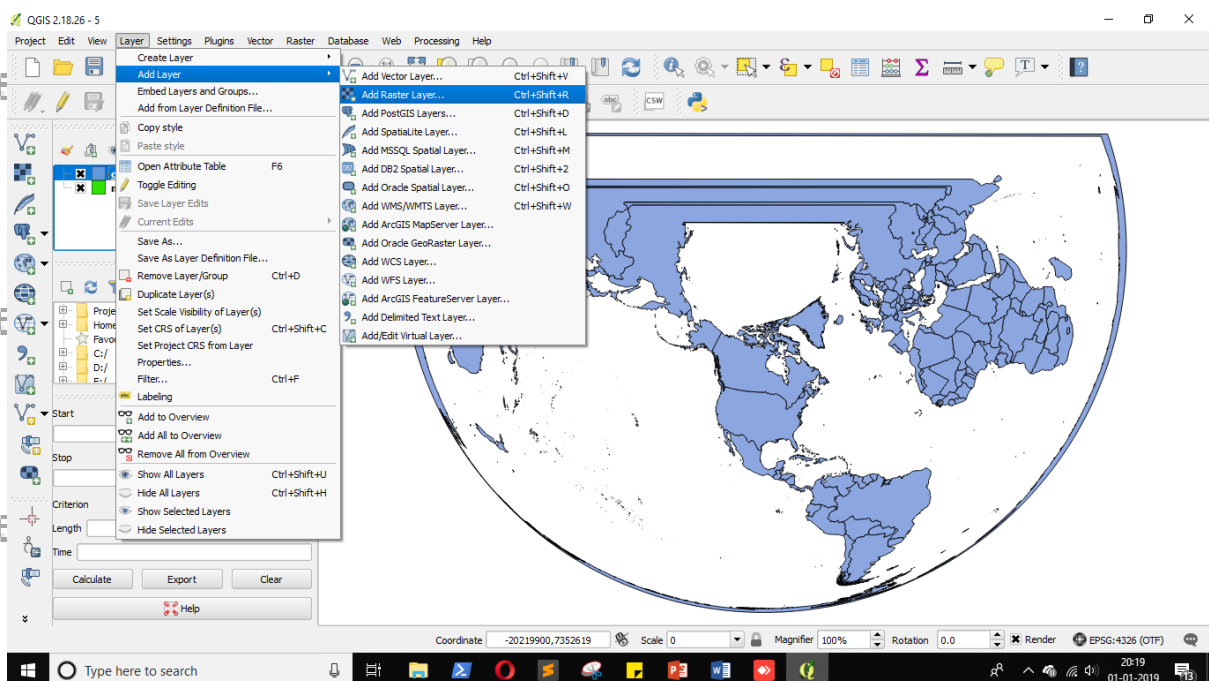 QGIS 2.18.26 - 5
Project Edit View Layer Settings Plugins Vector Raster Database Web Processing Help
Create Layer
Add Layer
Embed Layers and Groups...
Add from Layer Definition File...
Copy style
Paste style
Open Attribute Table F6
Toggle Editing
Save Layer Edits
Current Edits
Save As...
Save As Layer Definition File...
Remove Layer/Group Ctrl+D
Duplicate Layer(s)
Set Scale Visibility of Layer(s)
Set CRS of Layer(s) Ctrl+Shift+C
Set Project CRS from Layer
Properties...
Filter... Ctrl+F
Labeling
Add to Overview
Add All to Overview
Remove All from Overview
Show All Layers Ctrl+Shift+U
Hide All Layers Ctrl+Shift+H
Show Selected Layers
Hide Selected Layers
Add Vector Layer... Ctrl+Shift+V
Add Raster Layer... Ctrl+Shift+R
Add PostGIS Layers... Ctrl+Shift+D
Add SpatiaLite Layer... Ctrl+Shift+L
Add MSSQL Spatial Layer... Ctrl+Shift+M
Add DB2 Spatial Layer... Ctrl+Shift+2
Add Oracle Spatial Layer... Ctrl+Shift+O
Add WMS/WMTS Layer... Ctrl+Shift+W
Add ArcGIS MapServer Layer...
Add Oracle GeoRaster Layer...
Add WCS Layer...
Add WFS Layer...
Add ArcGIS FeatureServer Layer...
Add Delimited Text Layer...
Add/Edit Virtual Layer...
abc
CSW
Proje
Home
Favou
C:/
D:/
Start
Stop
Criterion
Length
Time
Calculate Export Clear
Help
Coordinate -20219900,7352619 Scale 0 Magnifier 100% Rotation 0.0 Render EPSG:4326 (OTF)
Type here to search
20:19
01-01-2019
13